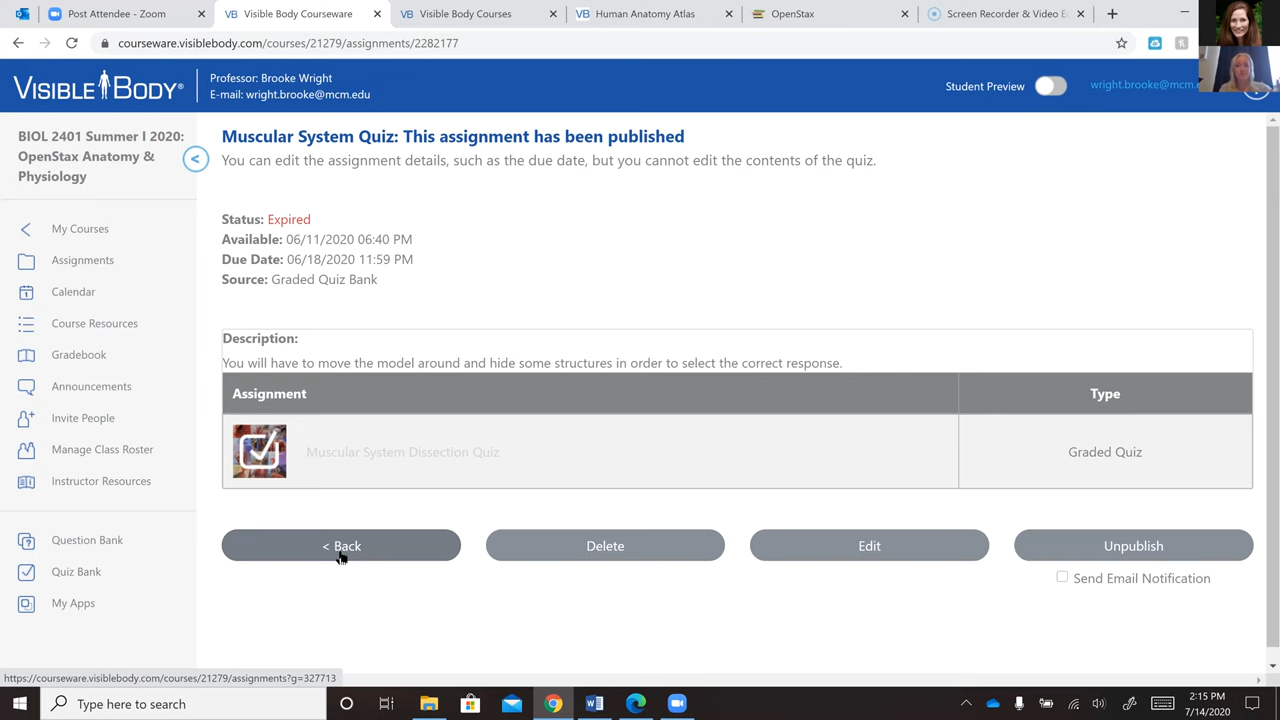 Post Attendee - Zoom
VB Visible Body Courseware
VB Visible Body Courses
VB Human Anatomy Atlas
OpenStax
Screen Recorder & Video E
courseware.visiblebody.com/courses/21279/assignments/2282177
VISIBLE BODY®
Professor: Brooke Wright
E-mail: wright.brooke@mcm.edu
Student Preview
wright.brooke@mcm.e
BIOL 2401 Summer I 2020:
OpenStax Anatomy &
Physiology
<
My Courses
Assignments
Calendar
Course Resources
Gradebook
Announcements
Invite People
Manage Class Roster
Instructor Resources
Question Bank
Quiz Bank
My Apps
Muscular System Quiz: This assignment has been published
You can edit the assignment details, such as the due date, but you cannot edit the contents of the quiz.
Status: Expired
Available: 06/11/2020 06:40 PM
Due Date: 06/18/2020 11:59 PM
Source: Graded Quiz Bank
Description:
You will have to move the model around and hide some structures in order to select the correct response.
Assignment Type
Muscular System Dissection Quiz Graded Quiz
< Back Delete Edit Unpublish
Send Email Notification
https://courseware.visiblebody.com/courses/21279/assignments?g=327713
Type here to search
2:15 PM
7/14/2020